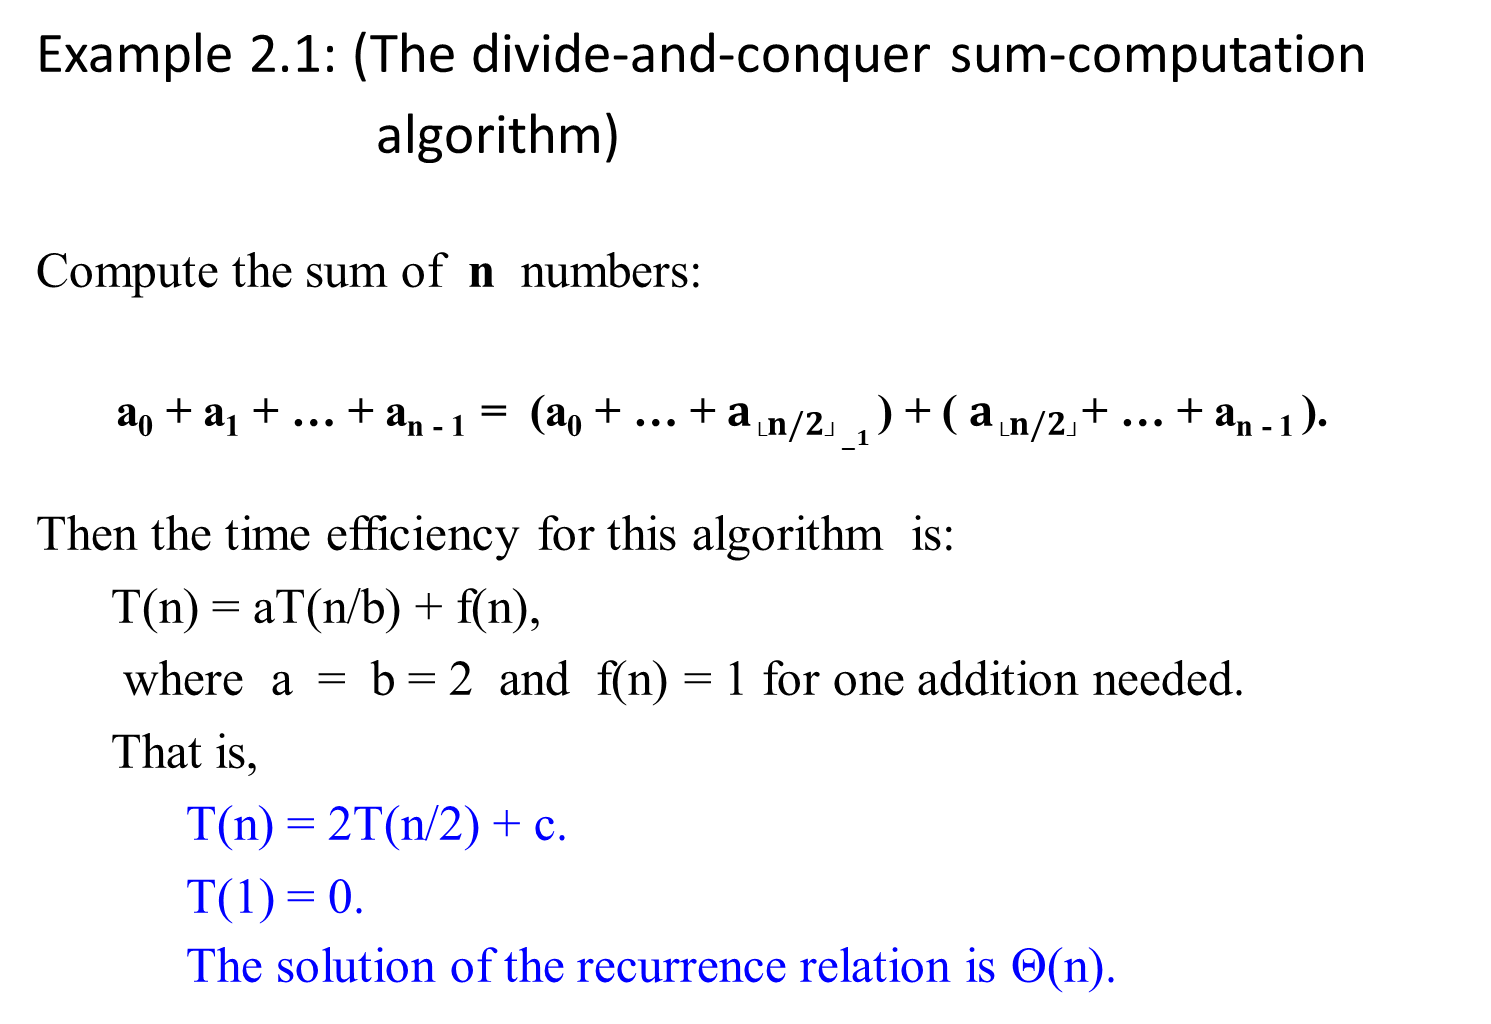 Example 2.1: (The divide-and-conquer sum-computation
algorithm)
Compute the sum of n numbers:
a₀ + a₁ + … + aₙ ₋ ₁ = (a₀ + … + a⌊n/2⌋ – 1 ) + ( a⌊n/2⌋ + … + aₙ ₋ ₁ ).
Then the time efficiency for this algorithm is:
T(n) = aT(n/b) + f(n),
where a = b = 2 and f(n) = 1 for one addition needed.
That is,
T(n) = 2T(n/2) + c.
T(1) = 0.
The solution of the recurrence relation is Θ(n).